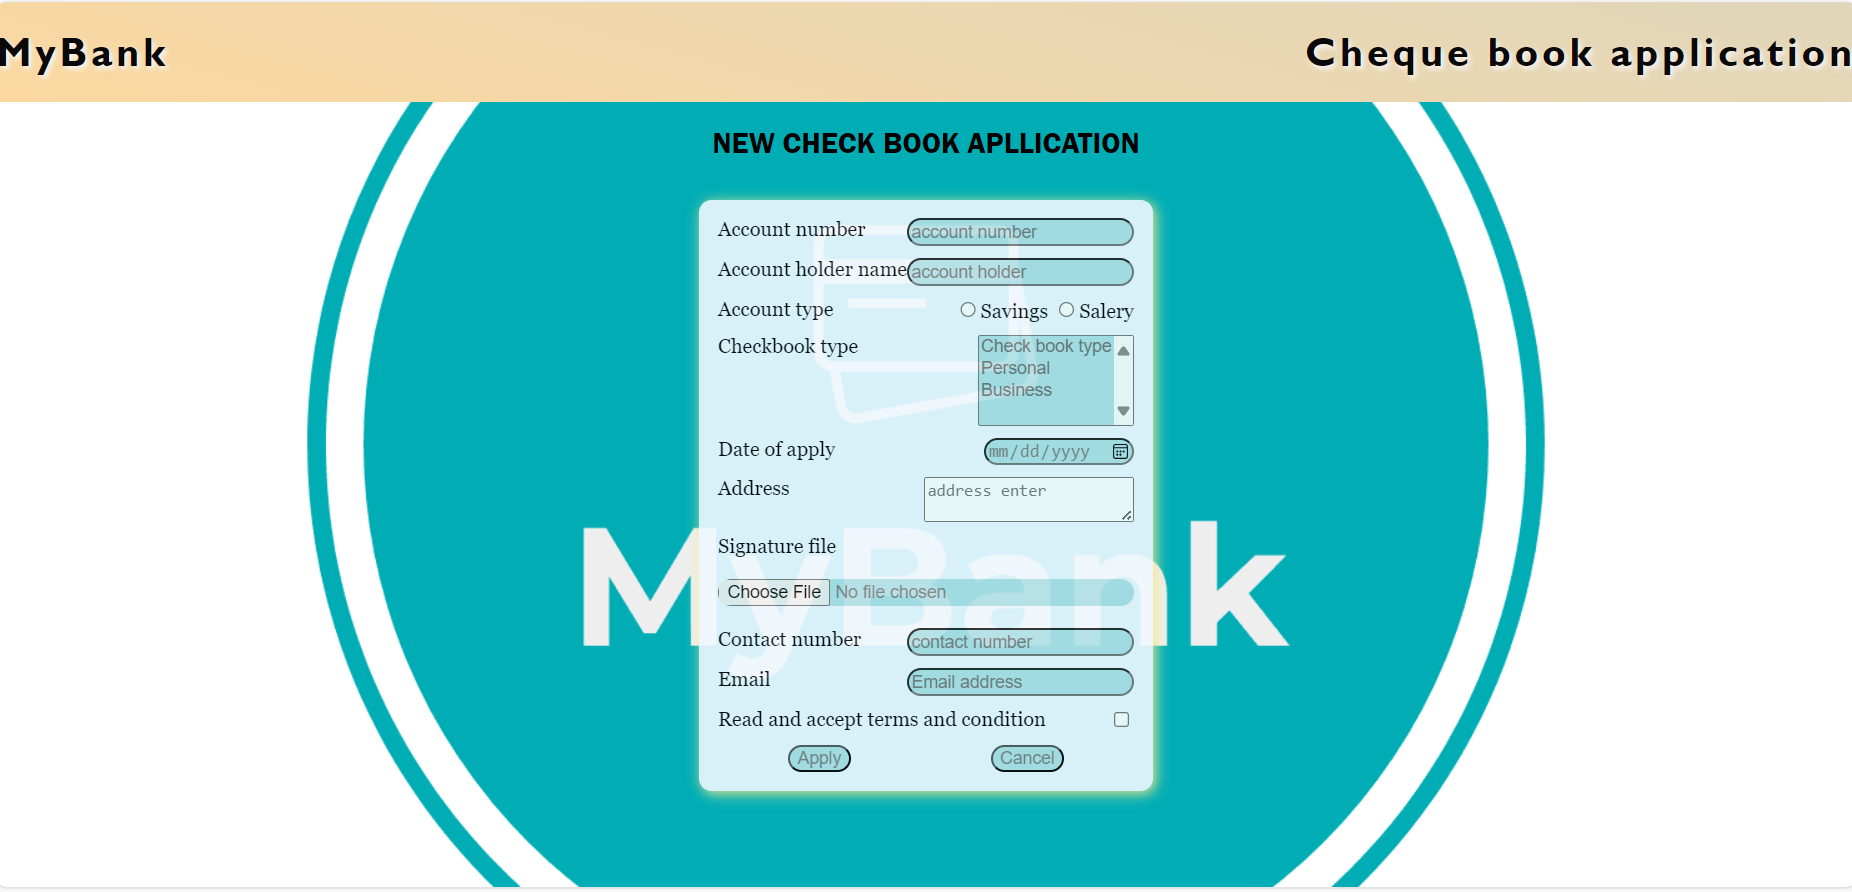 MyBank
Cheque book application
NEW CHECK BOOK APLLICATION
Account number account number
Account holder name account holder
Account type Savings Salery
Checkbook type Check book type
Personal
Business
Date of apply mm/dd/yyyy
Address address enter
MyBank
Signature file
Choose File No file chosen
Contact number contact number
Email Email address
Read and accept terms and condition
Apply Cancel